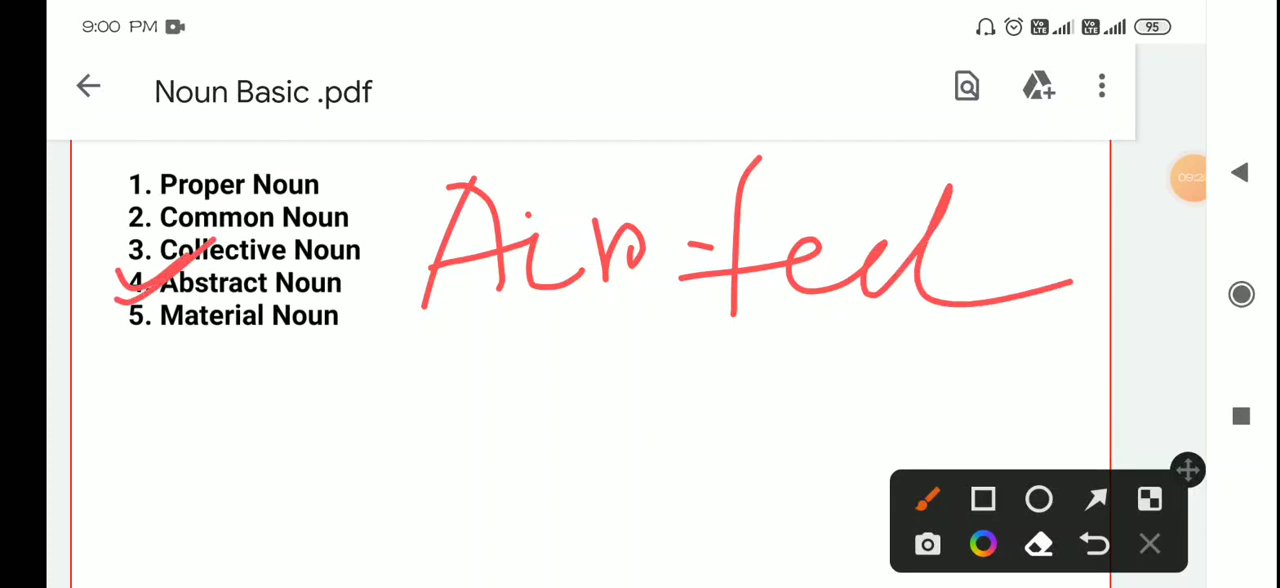 9:00 PM 95
Noun Basic .pdf
1. Proper Noun
2. Common Noun
3. Collective Noun
4. Abstract Noun
5. Material Noun
Air =